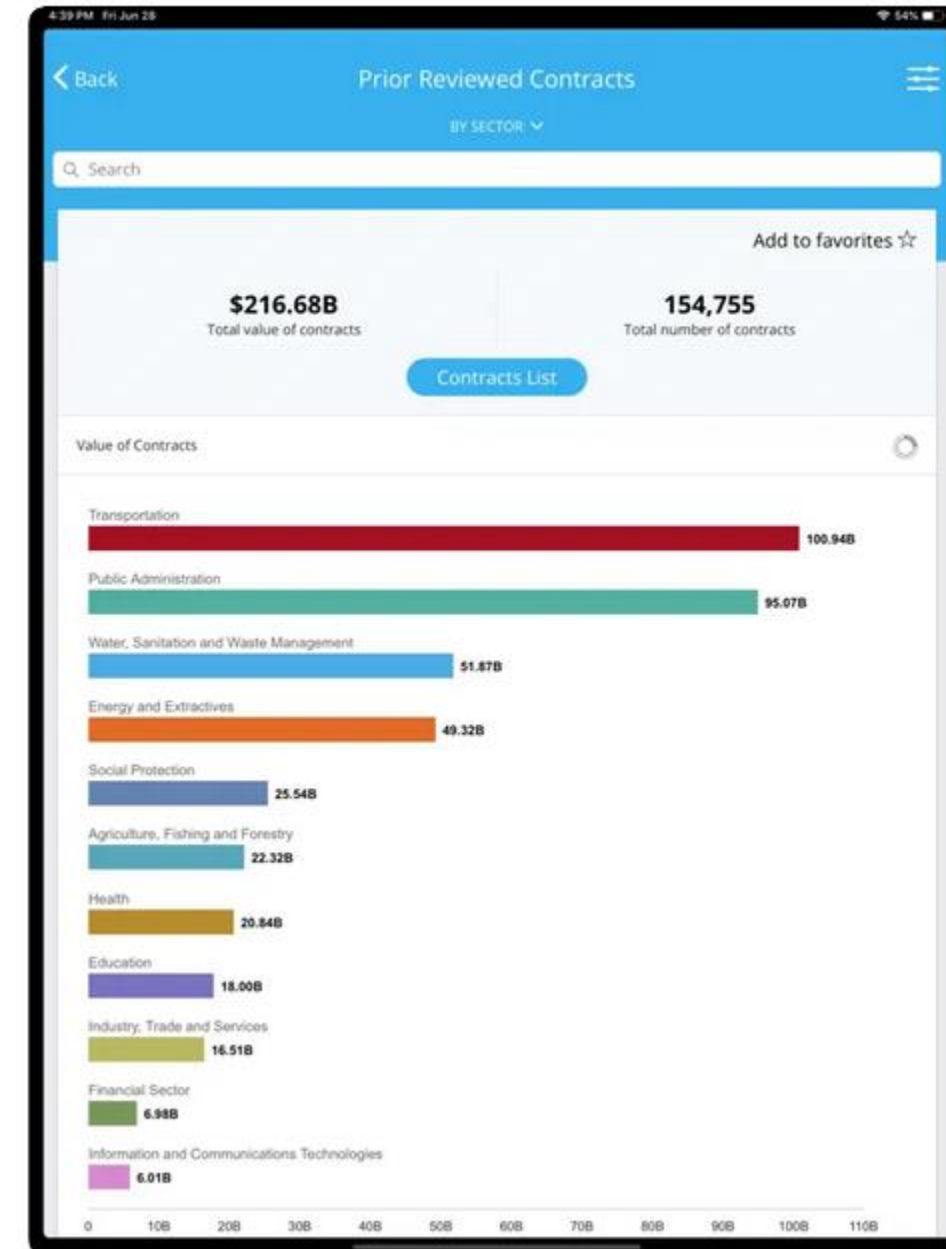 4:39 PM Fri Jun 28 54%
Back Prior Reviewed Contracts
BY SECTOR
Search
Add to favorites
$216.68B 154,755
Total value of contracts Total number of contracts
Contracts List
Value of Contracts
Transportation
100.94B
Public Administration
95.07B
Water, Sanitation and Waste Management
51.87B
Energy and Extractives
49.32B
Social Protection
25.54B
Agriculture, Fishing and Forestry
22.32B
Health
20.84B
Education
18.00B
Industry, Trade and Services
16.51B
Financial Sector
6.98B
Information and Communications Technologies
6.01B
0 10B 20B 30B 40B 50B 60B 70B 80B 90B 100B 110B